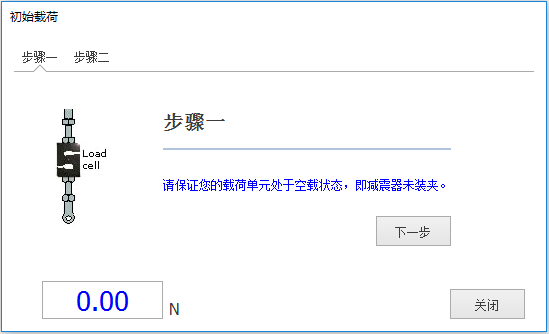 初始载荷
步骤一 步骤二
步骤一
Load
cell
请保证您的载荷单元处于空载状态，即减震器未装夹。
下一步
0.00 N
关闭